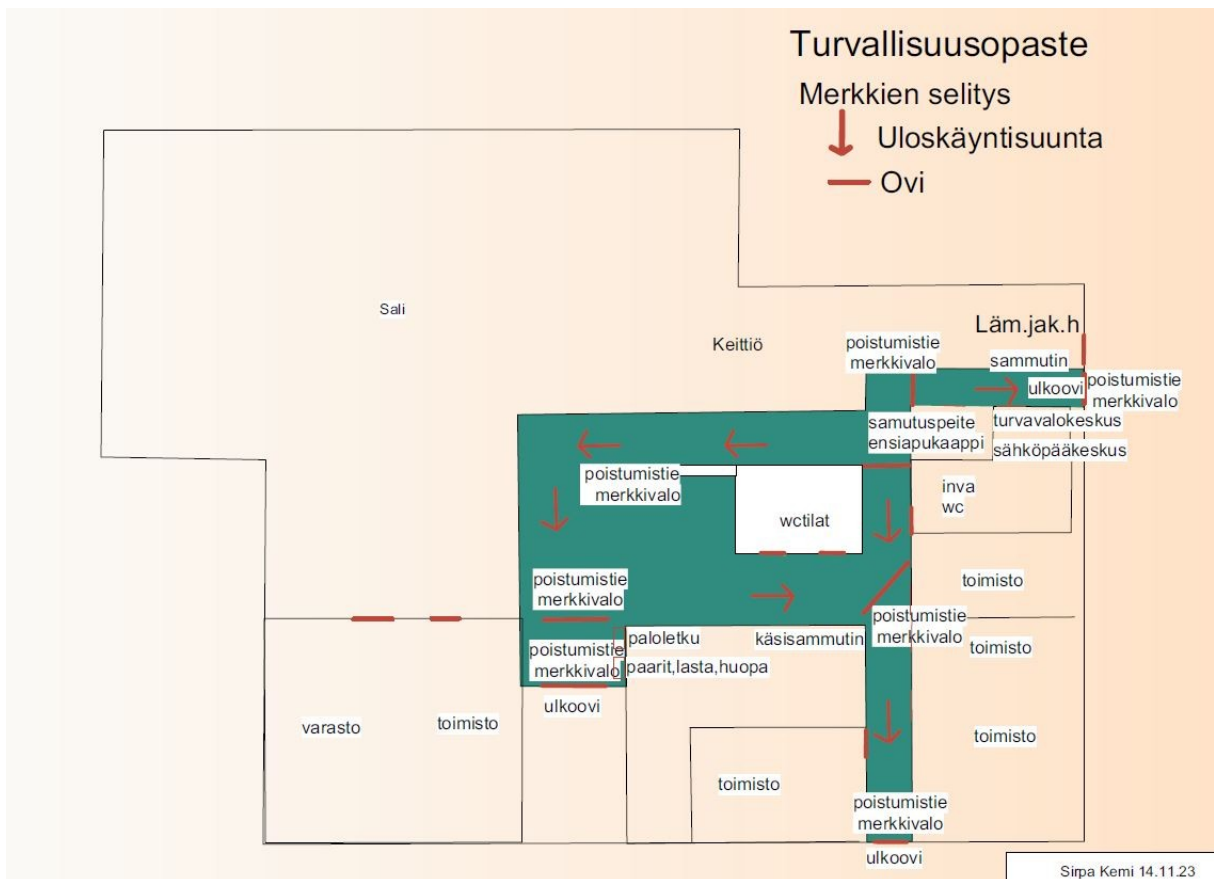 Turvallisuusopaste
Merkkien selitys
Uloskäyntisuunta
Ovi
Sali
Keittiö
Läm.jak.h
poistumistie
merkkivalo
sammutin
ulkoovi
poistumistie
merkkivalo
samutuspeite
ensiapukaappi
turvavalokeskus
sähköpääkeskus
poistumistie
merkkivalo
inva
wc
wctilat
poistumistie
merkkivalo
toimisto
poistumistie
merkkivalo
paloletku
käsisammutin
toimisto
poistumistie
merkkivalo
paarit,lasta,huopa
ulkoovi
varasto
toimisto
toimisto
toimisto
poistumistie
merkkivalo
ulkoovi
Sirpa Kemi 14.11.23